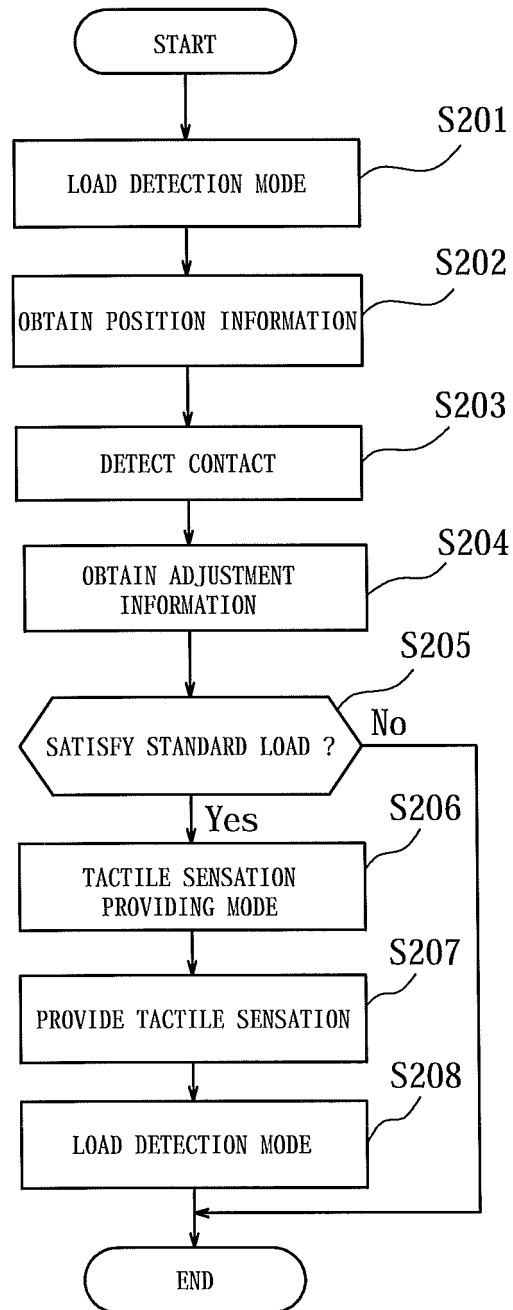 START
S201
LOAD DETECTION MODE
S202
OBTAIN POSITION INFORMATION
S203
DETECT CONTACT
S204
OBTAIN ADJUSTMENT
INFORMATION
S205
SATISFY STANDARD LOAD ?
No
Yes
S206
TACTILE SENSATION
PROVIDING MODE
S207
PROVIDE TACTILE SENSATION
S208
LOAD DETECTION MODE
END